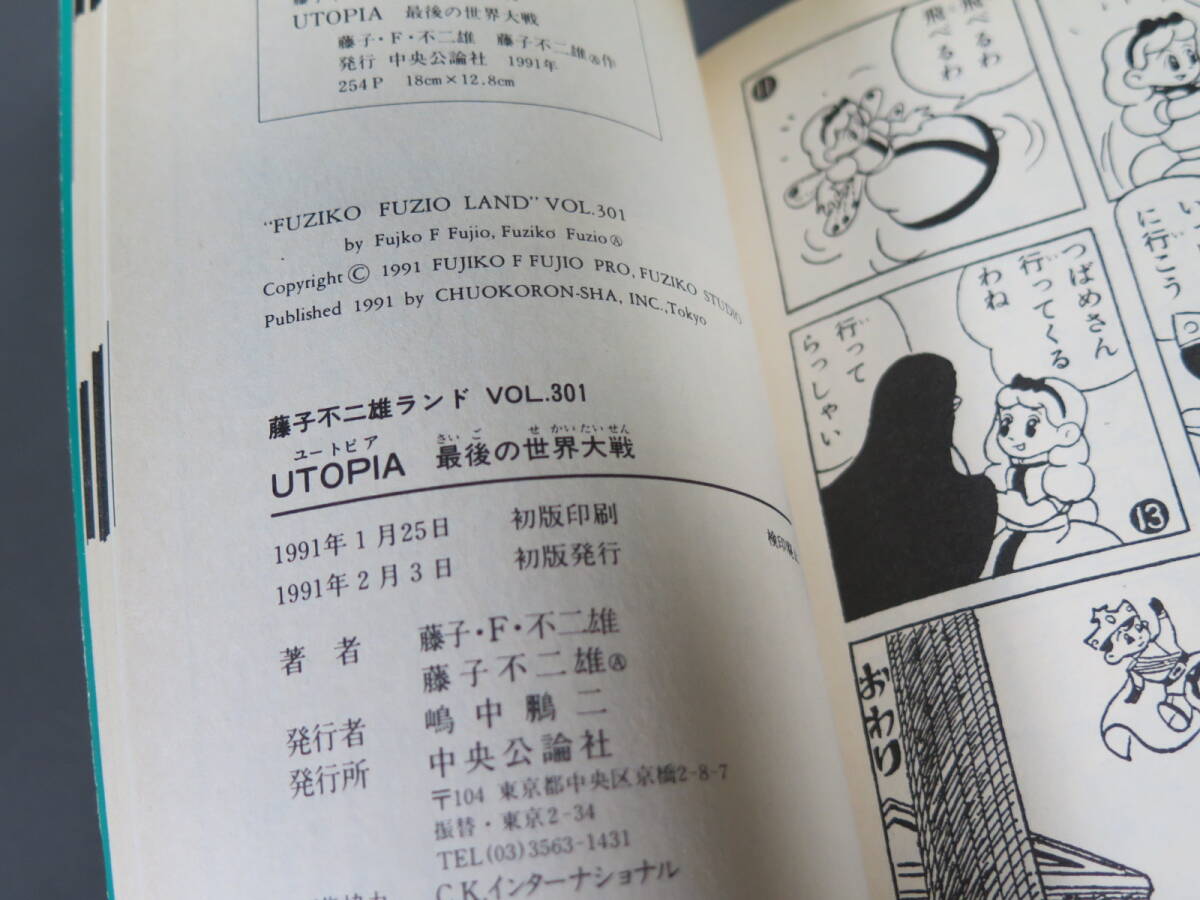 UTOPIA 最後の世界大戦
藤子・F・不二雄 藤子不二雄Ⓐ作
発行 中央公論社 1991年
254P 18cm×12.8cm
"FUZIKO FUZIO LAND" VOL.301
by Fujko F Fujio, Fuziko FuzioⒶ
Copyright © 1991 FUJIKO F FUJIO PRO, FUZIKO STUDIO
Published 1991 by CHUOKORON-SHA, INC.,Tokyo
藤子不二雄ランド VOL.301
ユートピア さいご せかいたいせん
UTOPIA 最後の世界大戦
1991年1月25日 初版印刷
1991年2月3日 初版発行
著者 藤子・F・不二雄
藤子不二雄Ⓐ
発行者 嶋中鵬二
発行所 中央公論社
〒104 東京都中央区京橋2-8-7
振替・東京2-34
TEL(03)3563-1431
C.K.インターナショナル
飛べるわ
飛べるわ
11
つばめさん
行ってくる
わね
行って
らっしゃい
13
に行こう
おわり